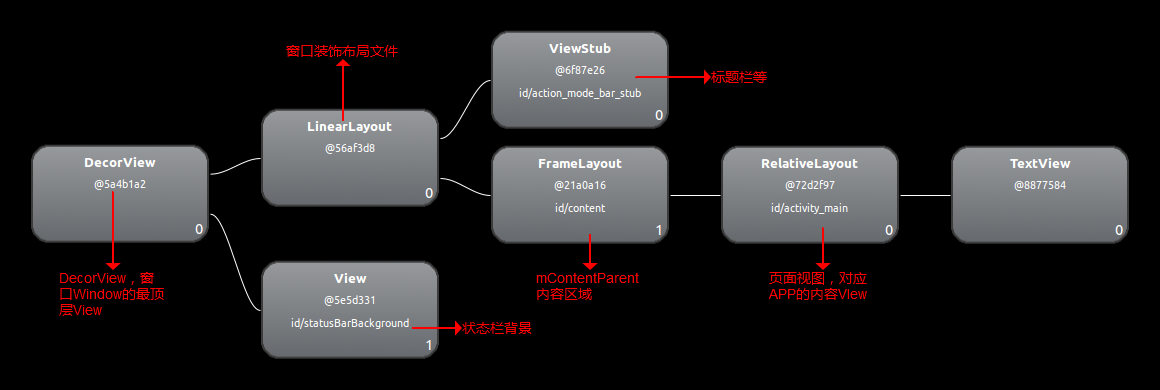 窗口装饰布局文件
ViewStub
@6f87e26
id/action_mode_bar_stub
0
标题栏等
LinearLayout
@56af3d8
0
DecorView
@5a4b1a2
0
FrameLayout
@21a0a16
id/content
1
RelativeLayout
@72d2f97
id/activity_main
0
TextView
@8877584
0
DecorView，窗
口Window的最顶
层View
View
@5e5d331
id/statusBarBackground
1
状态栏背景
mContentParent
内容区域
页面视图，对应
APP的内容VIew